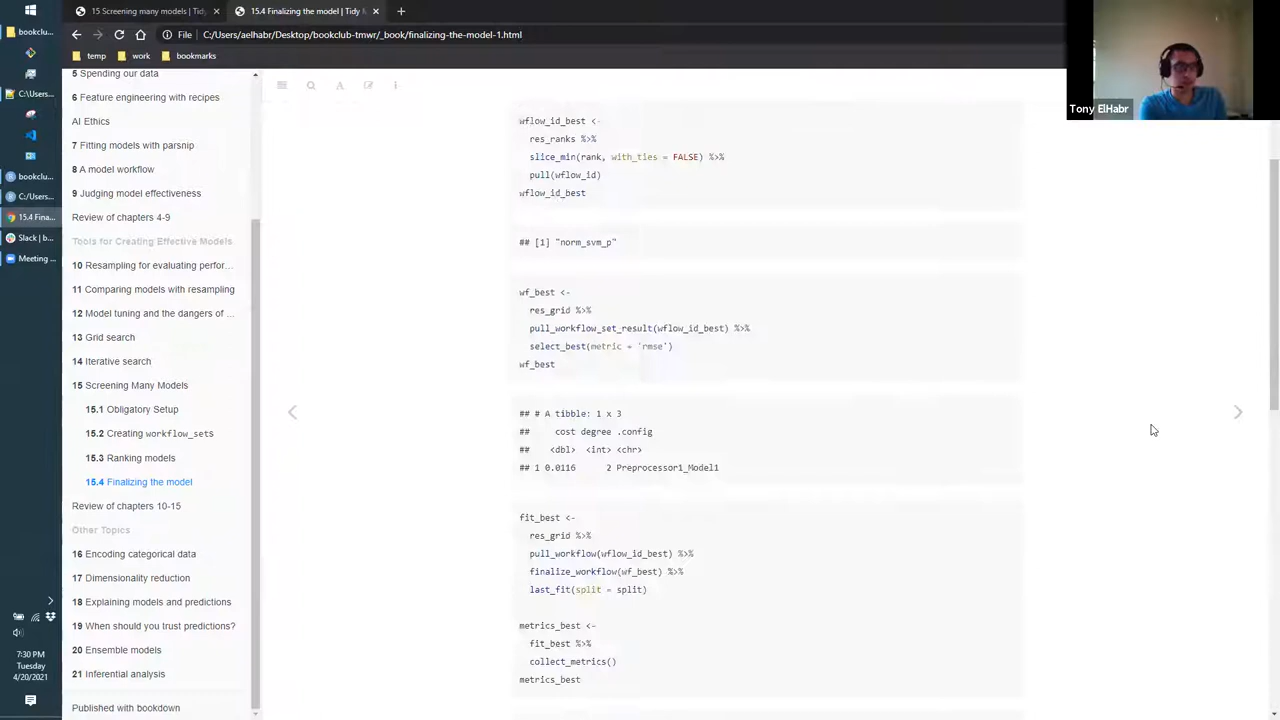 15 Screening many models | Tidy
15.4 Finalizing the model | Tidy M
File
C:/Users/aelhabr/Desktop/bookclub-tmwr/_book/finalizing-the-model-1.html
temp
work
bookmarks
bookclu...
C:\Users...
bookcl...
C:/Users...
15.4 Fina...
Slack | b...
Meeting ...
7:30 PM
Tuesday
4/20/2021
5 Spending our data
6 Feature engineering with recipes
AI Ethics
7 Fitting models with parsnip
8 A model workflow
9 Judging model effectiveness
Review of chapters 4-9
Tools for Creating Effective Models
10 Resampling for evaluating perfor...
11 Comparing models with resampling
12 Model tuning and the dangers of ...
13 Grid search
14 Iterative search
15 Screening Many Models
15.1 Obligatory Setup
15.2 Creating workflow_sets
15.3 Ranking models
15.4 Finalizing the model
Review of chapters 10-15
Other Topics
16 Encoding categorical data
17 Dimensionality reduction
18 Explaining models and predictions
19 When should you trust predictions?
20 Ensemble models
21 Inferential analysis
Published with bookdown
wflow_id_best <-
res_ranks %>%
slice_min(rank, with_ties = FALSE) %>%
pull(wflow_id)
wflow_id_best
## [1] "norm_svm_p"
wf_best <-
res_grid %>%
pull_workflow_set_result(wflow_id_best) %>%
select_best(metric = 'rmse')
wf_best
## # A tibble: 1 x 3
## cost degree .config
## <dbl> <int> <chr>
## 1 0.0116 2 Preprocessor1_Model1
fit_best <-
res_grid %>%
pull_workflow(wflow_id_best) %>%
finalize_workflow(wf_best) %>%
last_fit(split = split)
metrics_best <-
fit_best %>%
collect_metrics()
metrics_best
Tony ElHabr